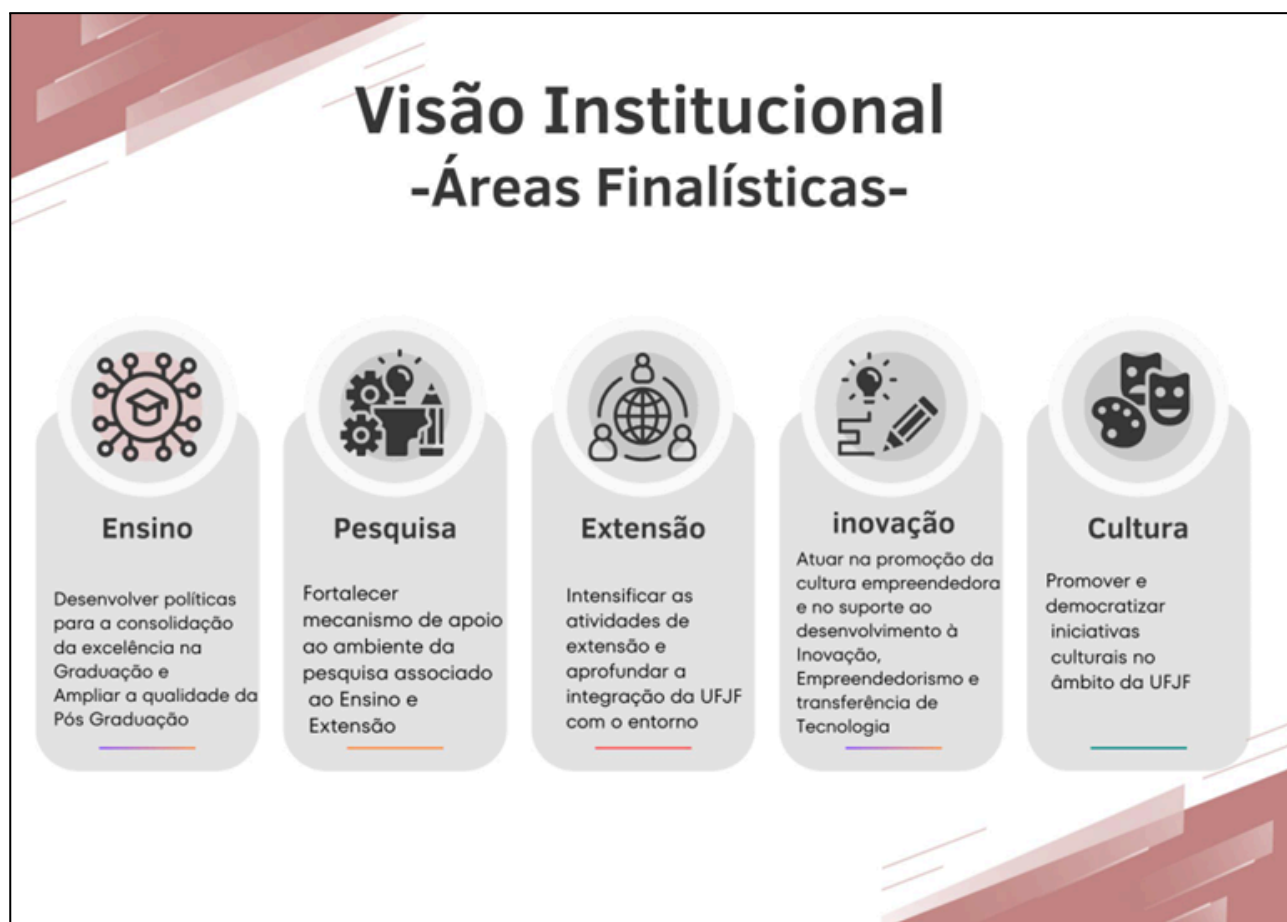 Visão Institucional
-Áreas Finalísticas-
Ensino
Desenvolver políticas
para a consolidação
da excelência na
Graduação e
Ampliar a qualidade da
Pós Graduação
Pesquisa
Fortalecer
mecanismo de apoio
ao ambiente da
pesquisa associado
ao Ensino e
Extensão
Extensão
Intensificar as
atividades de
extensão e
aprofundar a
integração da UFJF
com o entorno
inovação
Atuar na promoção da
cultura empreendedora
e no suporte ao
desenvolvimento à
Inovação,
Empreendedorismo e
transferência de
Tecnologia
Cultura
Promover e
democratizar
iniciativas
culturais no
âmbito da UFJF